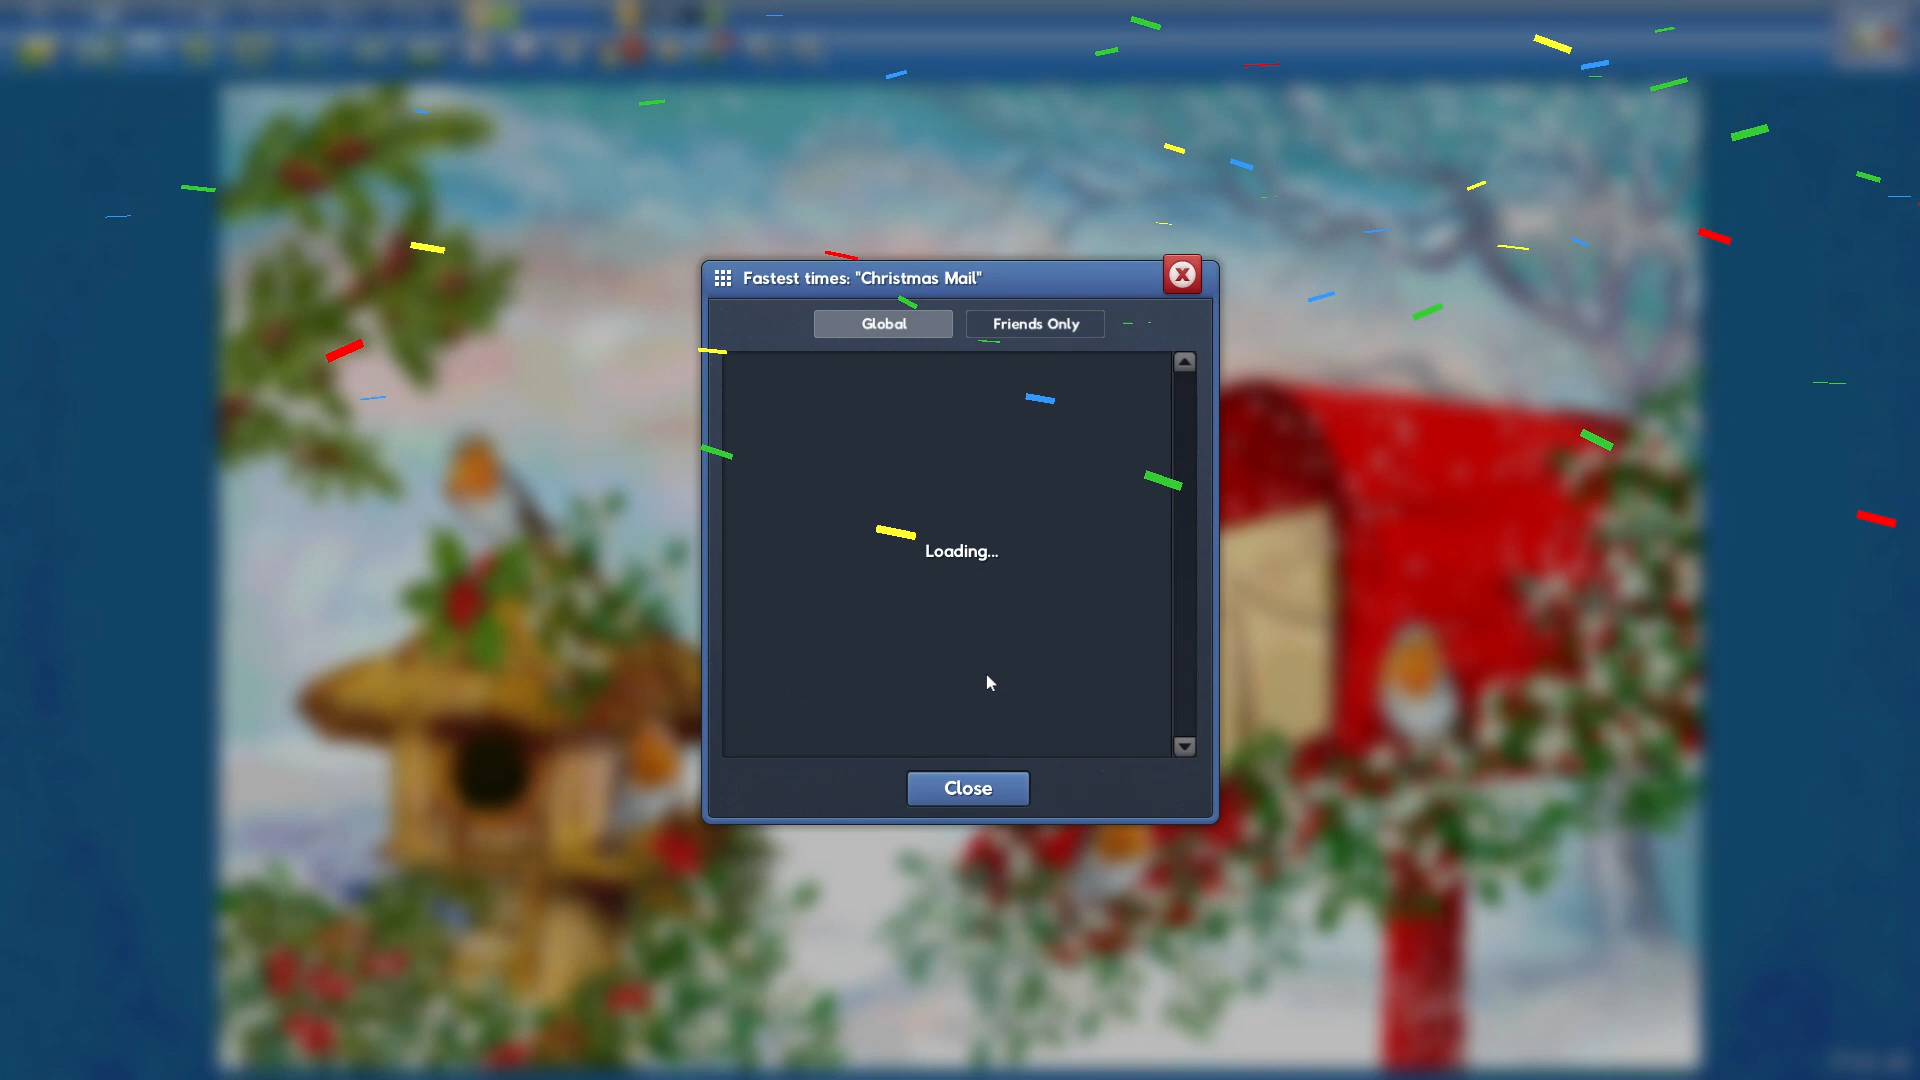 Fastest times: "Christmas Mail"
Global
Friends Only
Loading...
Close